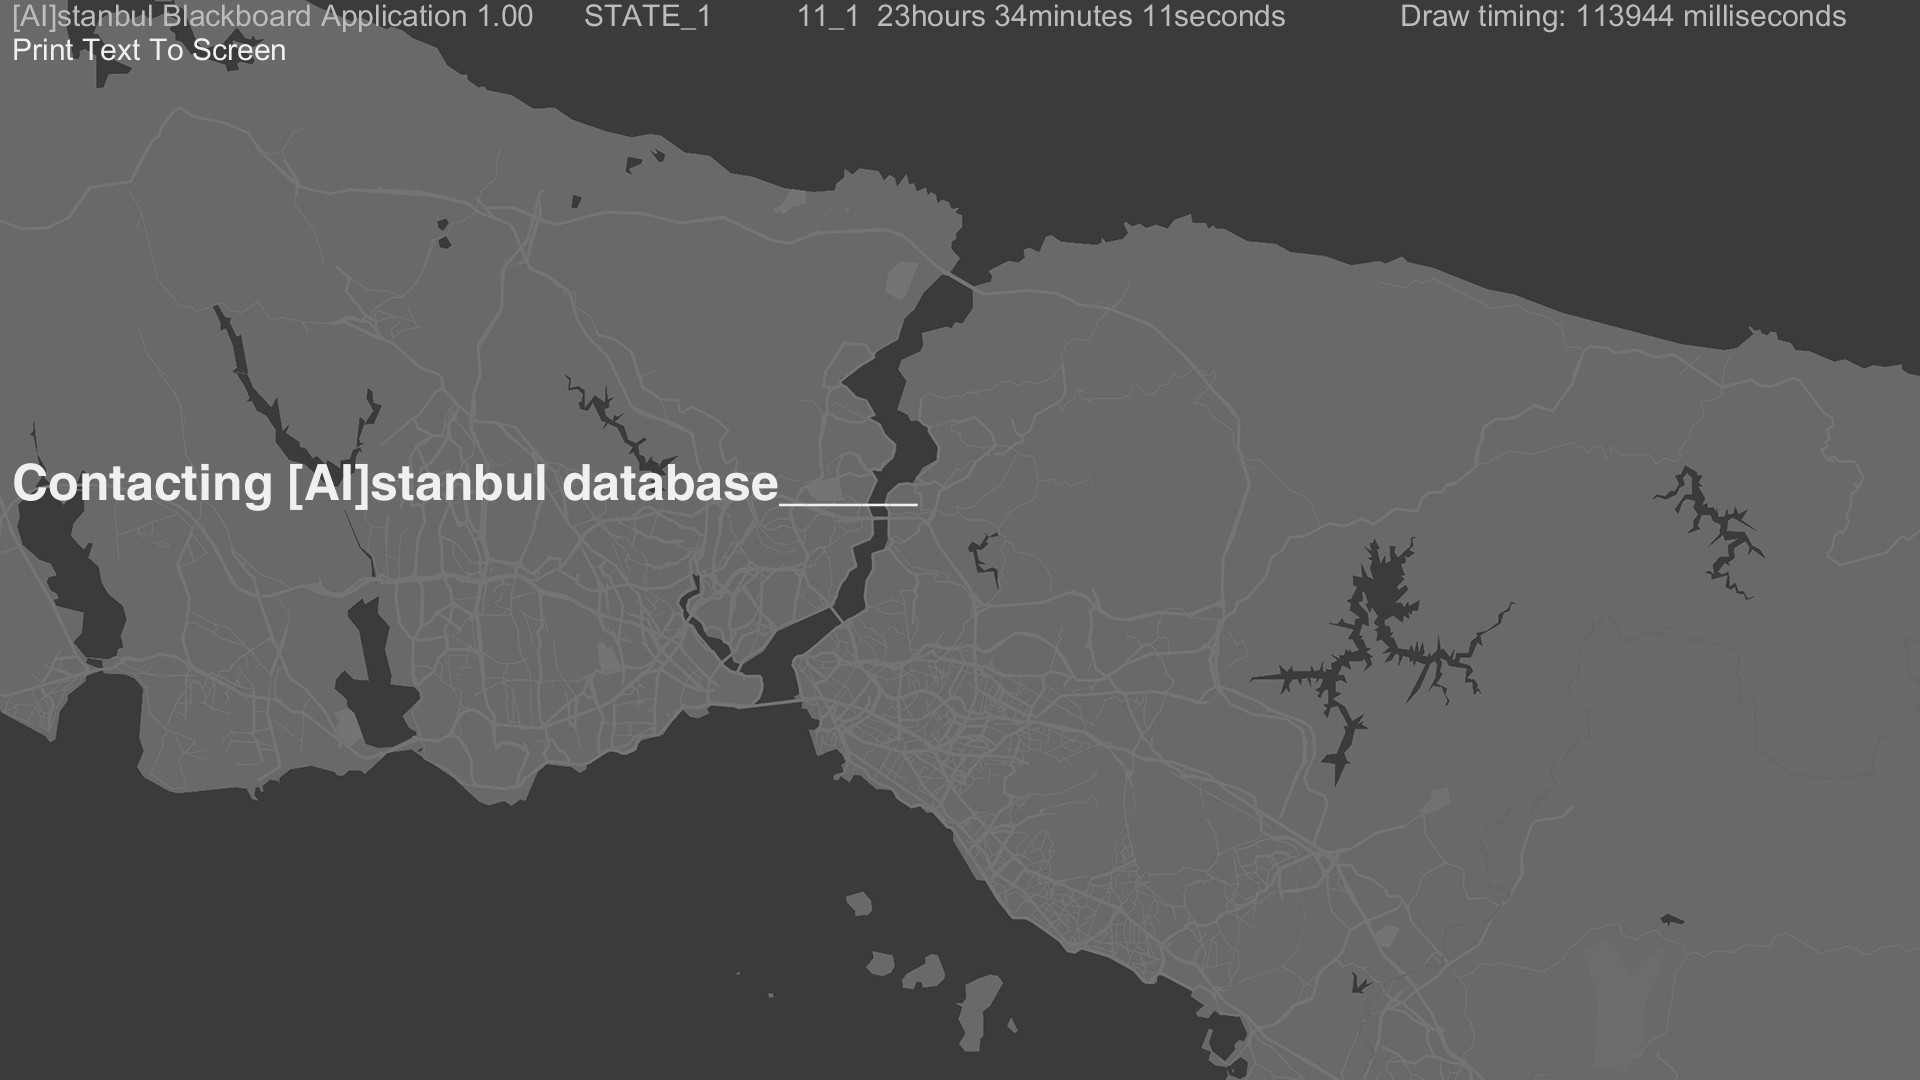 [AI]stanbul Blackboard Application 1.00 STATE_1 11_1 23hours 34minutes 11seconds Draw timing: 113944 milliseconds
Print Text To Screen
Contacting [AI]stanbul database_____